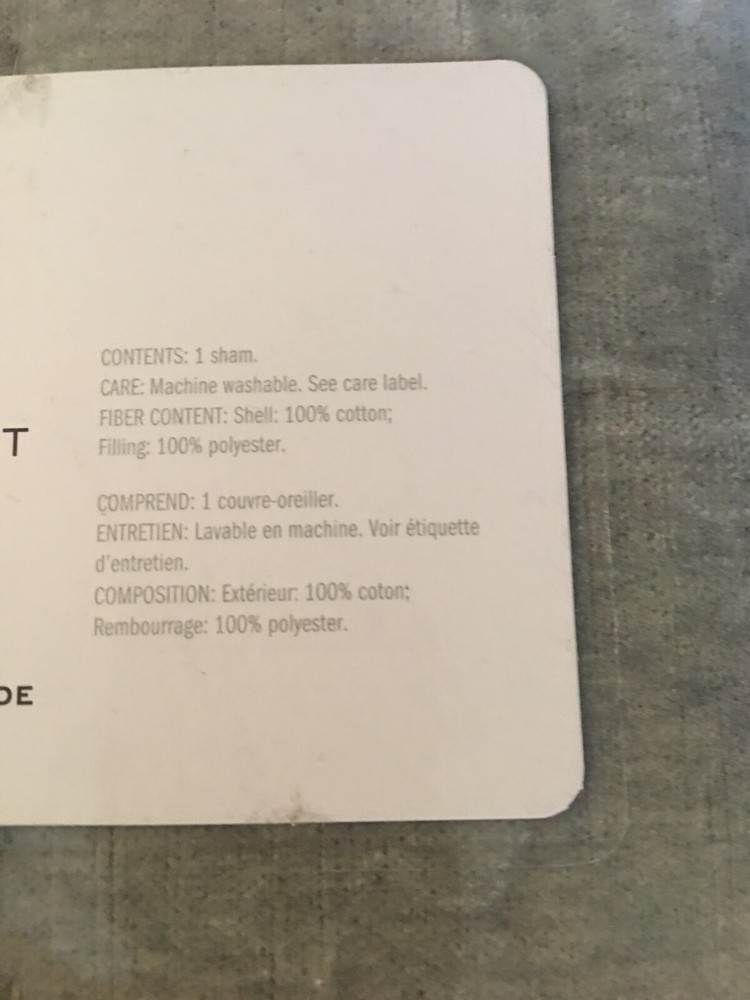 CONTENTS: 1 sham.
CARE: Machine washable. See care label.
FIBER CONTENT: Shell: 100% cotton;
Filling: 100% polyester.
T
COMPREND: 1 couvre-oreiller.
ENTRETIEN: Lavable en machine. Voir étiquette
d'entretien.
COMPOSITION: Extérieur: 100% coton;
Rembourrage: 100% polyester.
DE